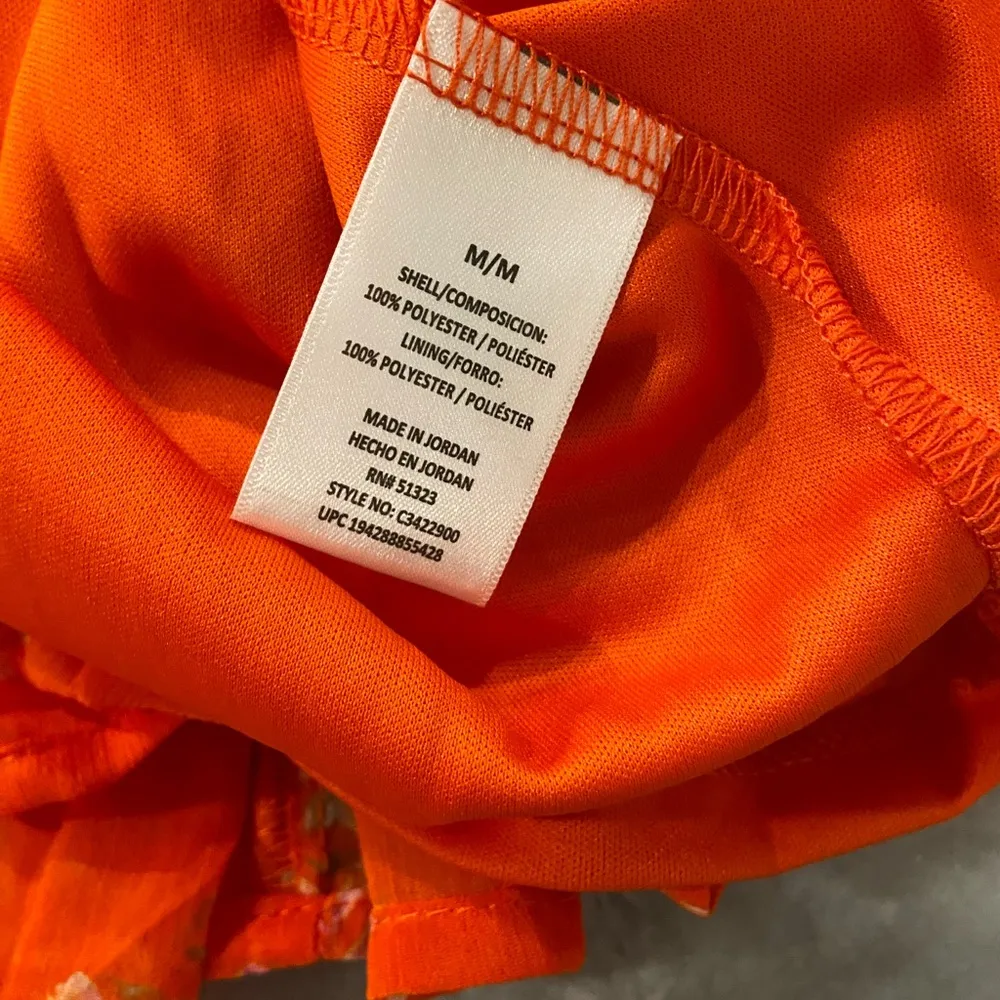 M/M
SHELL/COMPOSICION:
100% POLYESTER / POLIÉSTER
LINING/FORRO:
100% POLYESTER / POLIÉSTER
MADE IN JORDAN
HECHO EN JORDAN
RN# 51323
STYLE NO: C3422900
UPC 194288855428